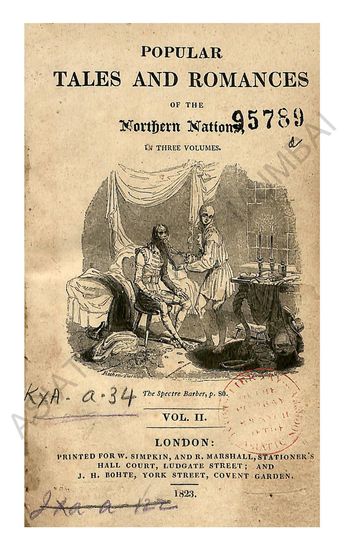 POPULAR
TALES AND ROMANCES
OF THE
Northern Nations,
95789
a
IN THREE VOLUMES.
The Spectre Barber, p. 80.
KxA. a.34
VOL. II.
LONDON:
PRINTED FOR W. SIMPKIN, AND R. MARSHALL, STATIONER'S
HALL COURT, LUDGATE STREET; AND
J. H. BOHTE, YORK STREET, COVENT GARDEN.
1823.
MUMBAI